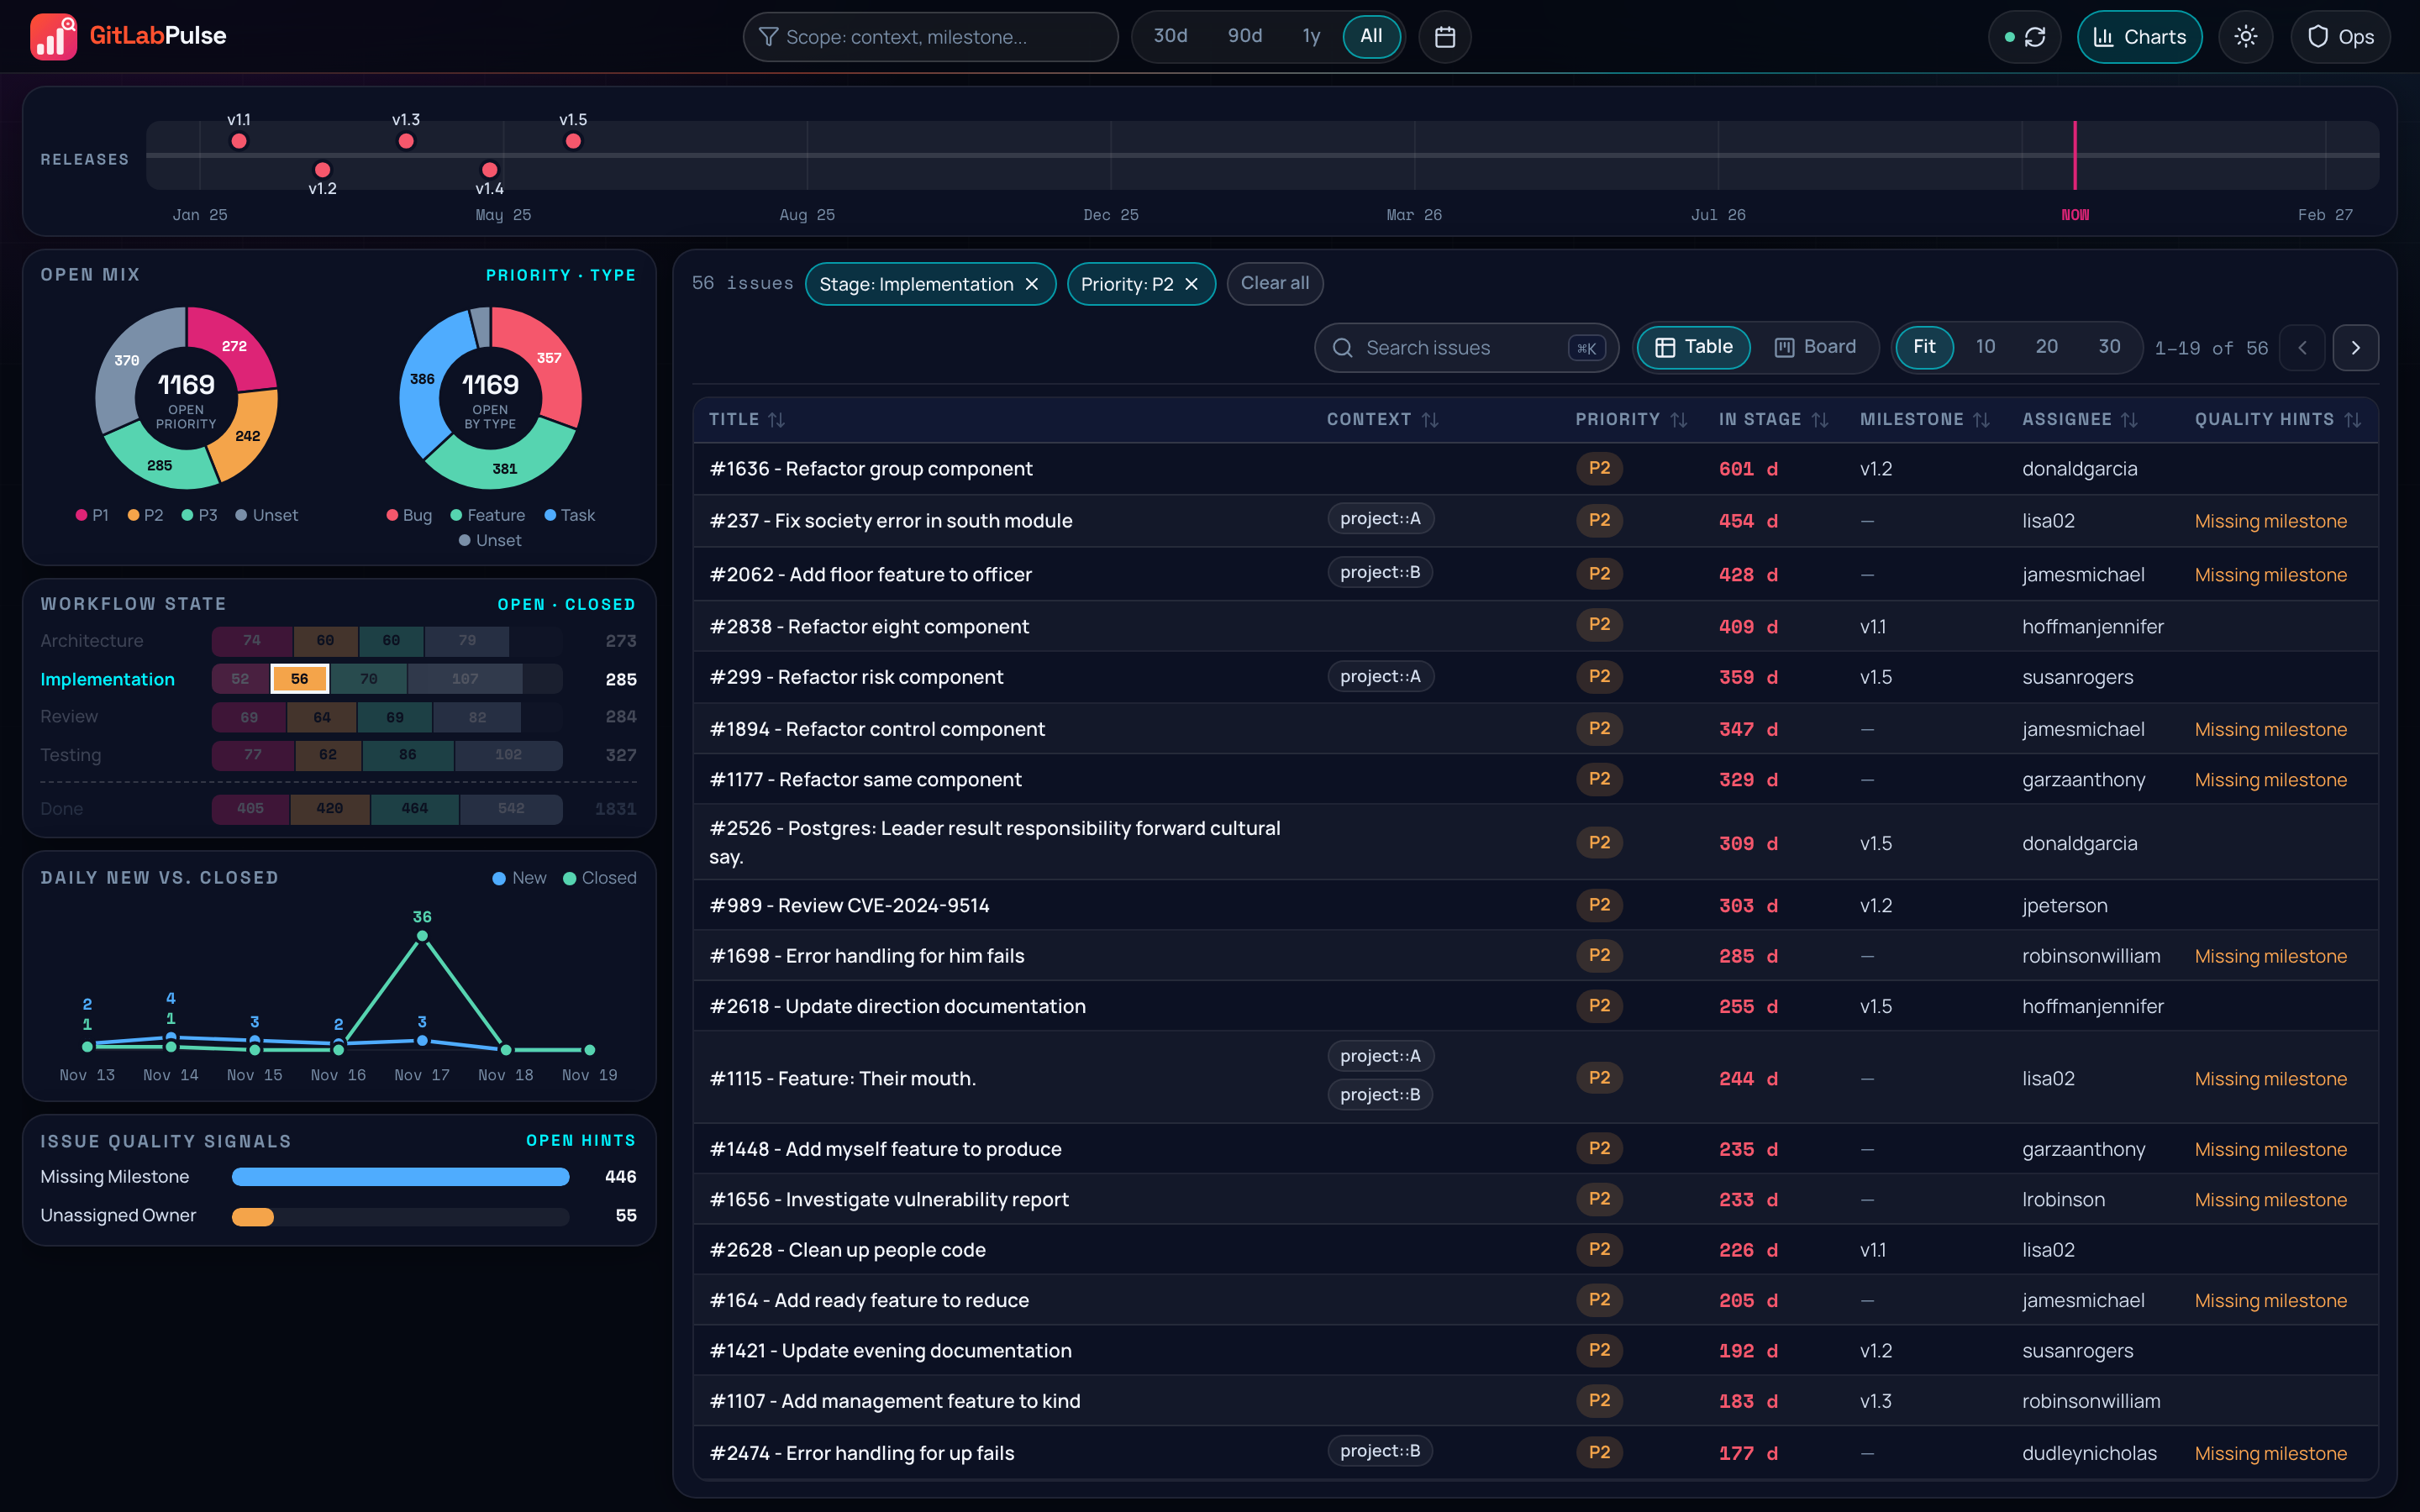 GitLabPulse
Scope: context, milestone...
30d 90d 1y All
Charts
Ops
RELEASES
v1.1 v1.3 v1.5
v1.2 v1.4
Jan 25 May 25 Aug 25 Dec 25 Mar 26 Jul 26 NOW Feb 27
OPEN MIX PRIORITY · TYPE
272
242
285
370
1169
OPEN
PRIORITY
P1 P2 P3 Unset
357
381
386
1169
OPEN
BY TYPE
Bug Feature Task
Unset
WORKFLOW STATE OPEN · CLOSED
Architecture 74 60 60 79 273
Implementation 52 56 70 107 285
Review 69 64 69 82 284
Testing 77 62 86 102 327
Done 405 420 464 542 1831
DAILY NEW VS. CLOSED New Closed
36
2 4 3 2 3
1 1
Nov 13 Nov 14 Nov 15 Nov 16 Nov 17 Nov 18 Nov 19
ISSUE QUALITY SIGNALS OPEN HINTS
Missing Milestone 446
Unassigned Owner 55
56 issues Stage: Implementation Priority: P2 Clear all
Search issues ⌘K Table Board Fit 10 20 30 1–19 of 56
TITLE CONTEXT PRIORITY IN STAGE MILESTONE ASSIGNEE QUALITY HINTS
#1636 - Refactor group component P2 601 d v1.2 donaldgarcia
#237 - Fix society error in south module project::A P2 454 d — lisa02 Missing milestone
#2062 - Add floor feature to officer project::B P2 428 d — jamesmichael Missing milestone
#2838 - Refactor eight component P2 409 d v1.1 hoffmanjennifer
#299 - Refactor risk component project::A P2 359 d v1.5 susanrogers
#1894 - Refactor control component P2 347 d — jamesmichael Missing milestone
#1177 - Refactor same component P2 329 d — garzaanthony Missing milestone
#2526 - Postgres: Leader result responsibility forward cultural
say. P2 309 d v1.5 donaldgarcia
#989 - Review CVE-2024-9514 P2 303 d v1.2 jpeterson
#1698 - Error handling for him fails P2 285 d — robinsonwilliam Missing milestone
#2618 - Update direction documentation P2 255 d v1.5 hoffmanjennifer
#1115 - Feature: Their mouth. project::A project::B P2 244 d — lisa02 Missing milestone
#1448 - Add myself feature to produce P2 235 d — garzaanthony Missing milestone
#1656 - Investigate vulnerability report P2 233 d — lrobinson Missing milestone
#2628 - Clean up people code P2 226 d v1.1 lisa02
#164 - Add ready feature to reduce P2 205 d — jamesmichael Missing milestone
#1421 - Update evening documentation P2 192 d v1.2 susanrogers
#1107 - Add management feature to kind P2 183 d v1.3 robinsonwilliam
#2474 - Error handling for up fails project::B P2 177 d — dudleynicholas Missing milestone